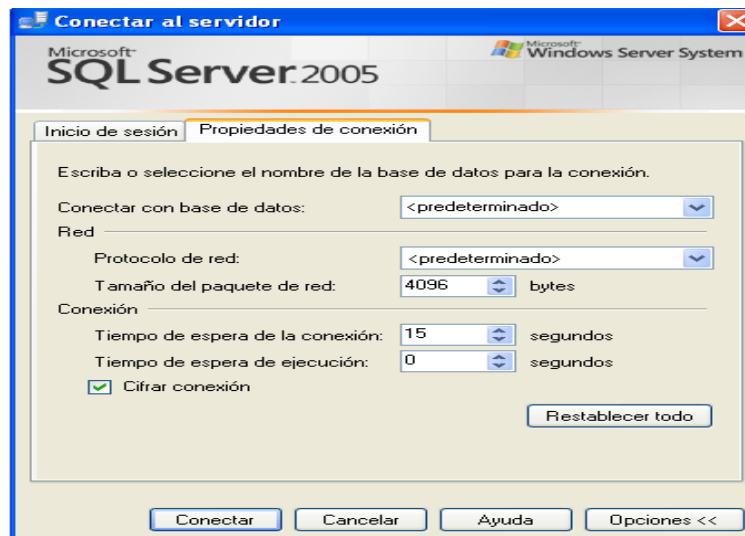 Conectar al servidor
Microsoft
SQL Server 2005
Microsoft
Windows Server System
Inicio de sesión
Propiedades de conexión
Escriba o seleccione el nombre de la base de datos para la conexión.
Conectar con base de datos: <predeterminado>
Red
Protocolo de red: <predeterminado>
Tamaño del paquete de red: 4096 bytes
Conexión
Tiempo de espera de la conexión: 15 segundos
Tiempo de espera de ejecución: 0 segundos
Cifrar conexión
Restablecer todo
Conectar Cancelar Ayuda Opciones <<